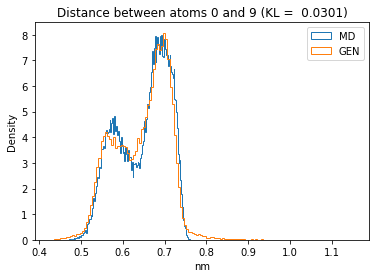 Distance between atoms 0 and 9 (KL =  0.0301)
MD
GEN
Density
8
7
6
5
4
3
2
1
0
0.4 0.5 0.6 0.7 0.8 0.9 1.0 1.1
nm